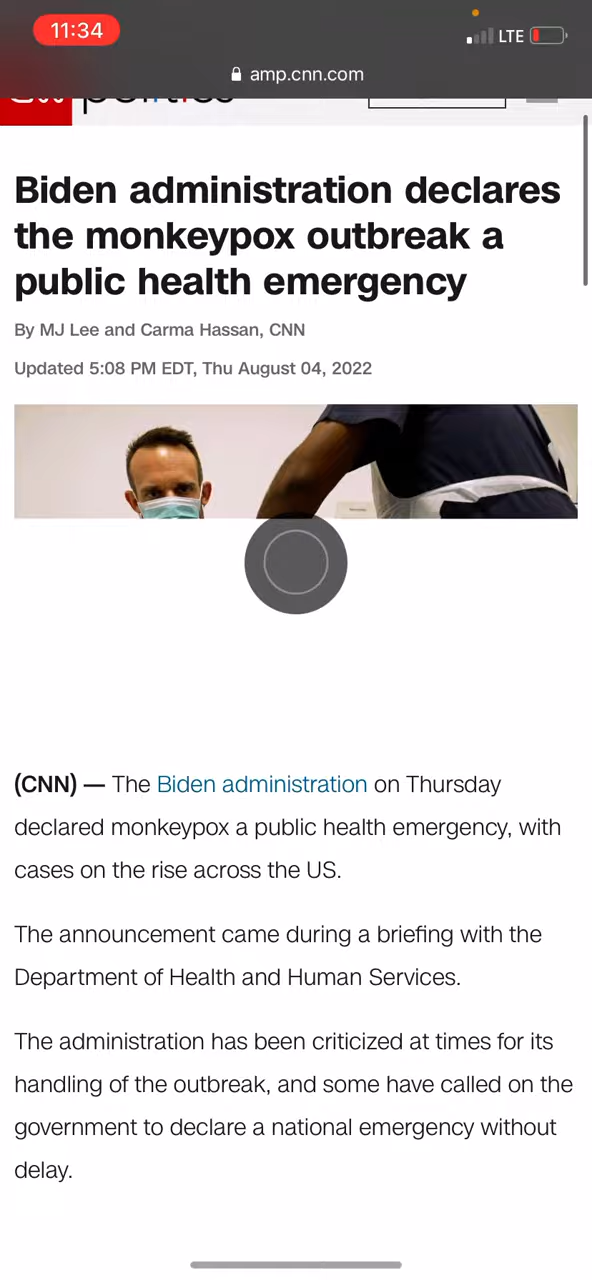 11:34
LTE
amp.cnn.com
Biden administration declares
the monkeypox outbreak a
public health emergency
By MJ Lee and Carma Hassan, CNN
Updated 5:08 PM EDT, Thu August 04, 2022
(CNN) — The Biden administration on Thursday
declared monkeypox a public health emergency, with
cases on the rise across the US.
The announcement came during a briefing with the
Department of Health and Human Services.
The administration has been criticized at times for its
handling of the outbreak, and some have called on the
government to declare a national emergency without
delay.